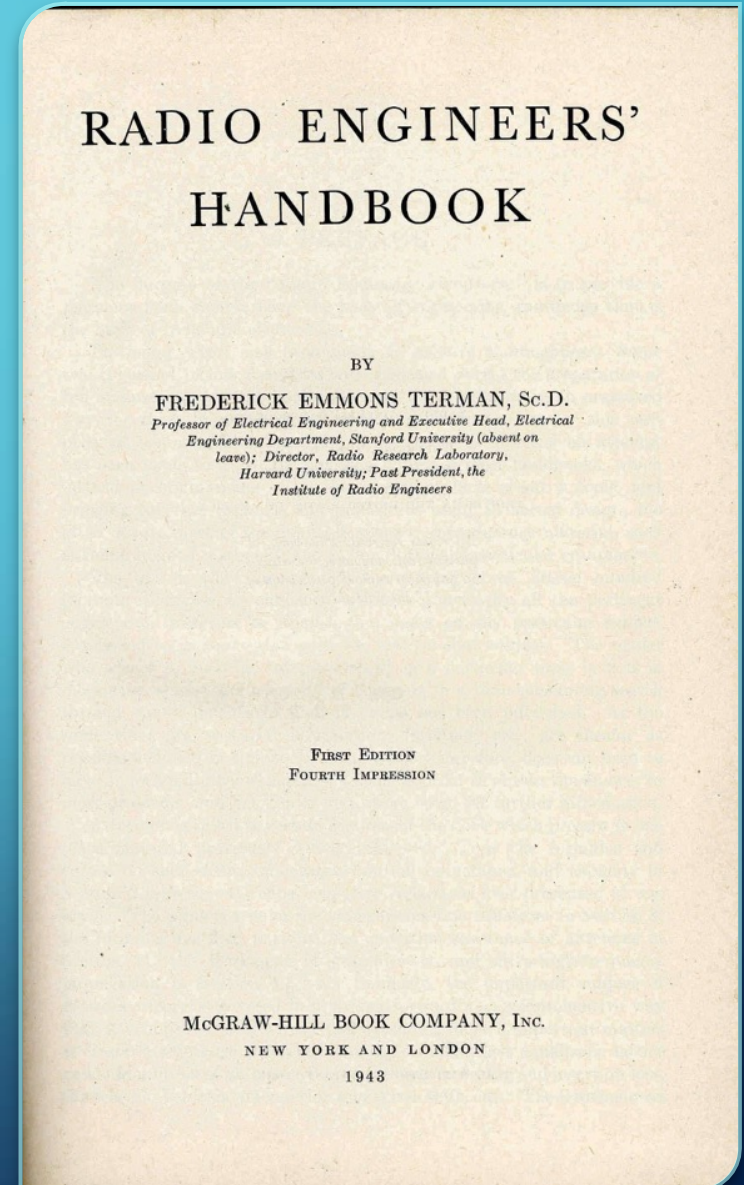 RADIO ENGINEERS’
HANDBOOK
BY
FREDERICK EMMONS TERMAN, Sc.D.
Professor of Electrical Engineering and Executive Head, Electrical
Engineering Department, Stanford University (absent on
leave); Director, Radio Research Laboratory,
Harvard University; Past President, the
Institute of Radio Engineers
First Edition
Fourth Impression
McGRAW-HILL BOOK COMPANY, Inc.
NEW YORK AND LONDON
1943